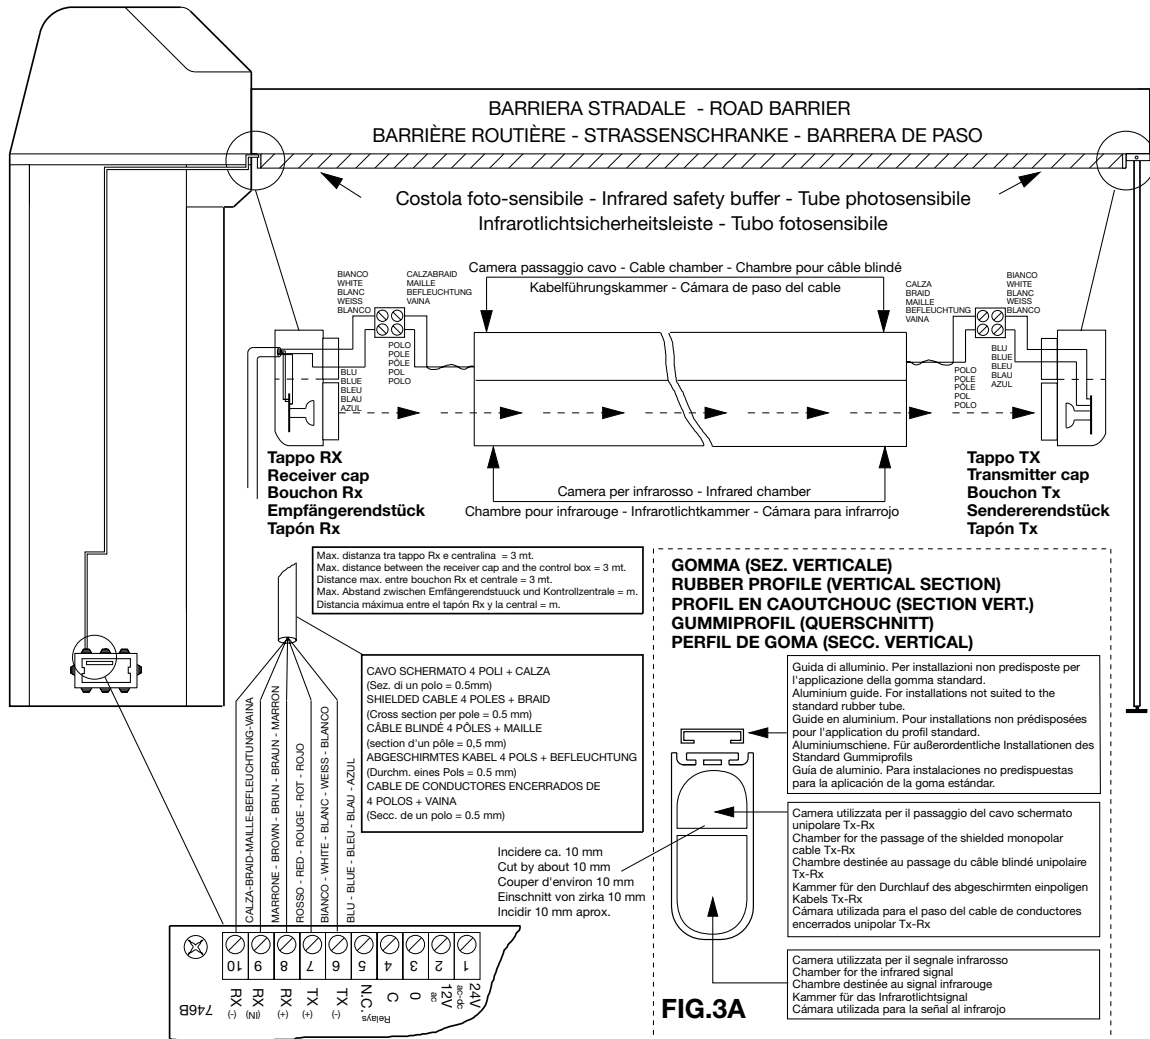 BARRIERA STRADALE - ROAD BARRIER
BARRIÈRE ROUTIÈRE - STRASSENSCHRANKE - BARRERA DE PASO
Costola foto-sensibile - Infrared safety buffer - Tube photosensibile
Infrarotlichtsicherheitsleiste - Tubo fotosensibile
Camera passaggio cavo - Cable chamber - Chambre pour câble blindé
Kabelführungskammer - Cámara de paso del cable
BIANCO
WHITE
BLANC
WEISS
BLANCO
CALZABRAID
MAILLE
BEFLEUCHTUNG
VAINA
POLO
POLE
PÔLE
POL
POLO
BLU
BLUE
BLEU
BLAU
AZUL
CALZA
BRAID
MAILLE
BEFLEUCHTUNG
VAINA
BIANCO
WHITE
BLANC
WEISS
BLANCO
POLO
POLE
PÔLE
POL
POLO
BLU
BLUE
BLEU
BLAU
AZUL
Tappo RX
Receiver cap
Bouchon Rx
Empfängerendstück
Tapón Rx
Camera per infrarosso - Infrared chamber
Chambre pour infrarouge - Infrarotlichtkammer - Cámara para infrarrojo
Tappo TX
Transmitter cap
Bouchon Tx
Sendererendstück
Tapón Tx
Max. distanza tra tappo Rx e centralina = 3 mt.
Max. distance between the receiver cap and the control box = 3 mt.
Distance max. entre bouchon Rx et centrale = 3 mt.
Max. Abstand zwischen Emfängerendstuuck und Kontrollzentrale = m.
Distancia máximua entre el tapón Rx y la central = m.
CAVO SCHERMATO 4 POLI + CALZA
(Sez. di un polo = 0.5mm)
SHIELDED CABLE 4 POLES + BRAID
(Cross section per pole = 0.5 mm)
CÂBLE BLINDÉ 4 PÔLES + MAILLE
(section d'un pôle = 0,5 mm)
ABGESCHIRMTES KABEL 4 POLS + BEFLEUCHTUNG
(Durchm. eines Pols = 0.5 mm)
CABLE DE CONDUCTORES ENCERRADOS DE
4 POLOS + VAINA
(Secc. de un polo = 0.5 mm)
CALZA-BRAID-MAILLE-BEFLEUCHTUNG-VAINA
MARRONE - BROWN - BRUN - BRAUN - MARRON
ROSSO - RED - ROUGE - ROT - ROJO
BIANCO - WHITE - BLANC - WEISS - BLANCO
BLU - BLUE - BLEU - BLAU - AZUL
10 9 8 7 6 5 4 3 2 1
RX (-)
RX (IN)
RX (+)
TX (+)
TX (-)
N.C.
C
Relays
0
12V ac
24V ac-dc
746B
GOMMA (SEZ. VERTICALE)
RUBBER PROFILE (VERTICAL SECTION)
PROFIL EN CAOUTCHOUC (SECTION VERT.)
GUMMIPROFIL (QUERSCHNITT)
PERFIL DE GOMA (SECC. VERTICAL)
Guida di alluminio. Per installazioni non predisposte per
l'applicazione della gomma standard.
Aluminium guide. For installations not suited to the
standard rubber tube.
Guide en aluminium. Pour installations non prédisposées
pour l'application du profil standard.
Aluminiumschiene. Für außerordentliche Installationen des
Standard Gummiprofils
Guía de aluminio. Para instalaciones no predispuestas
para la aplicación de la goma estándar.
Incidere ca. 10 mm
Cut by about 10 mm
Couper d'environ 10 mm
Einschnitt von zirka 10 mm
Incidir 10 mm aprox.
Camera utilizzata per il passaggio del cavo schermato
unipolare Tx-Rx
Chamber for the passage of the shielded monopolar
cable Tx-Rx
Chambre destinée au passage du câble blindé unipolaire
Tx-Rx
Kammer für den Durchlauf des abgeschirmten einpoligen
Kabels Tx-Rx
Cámara utilizada para el paso del cable de conductores
encerrados unipolar Tx-Rx
Camera utilizzata per il segnale infrarosso
Chamber for the infrared signal
Chambre destinée au signal infrarouge
Kammer für das Infrarotlichtsignal
Cámara utilizada para la señal al infrarojo
FIG.3A